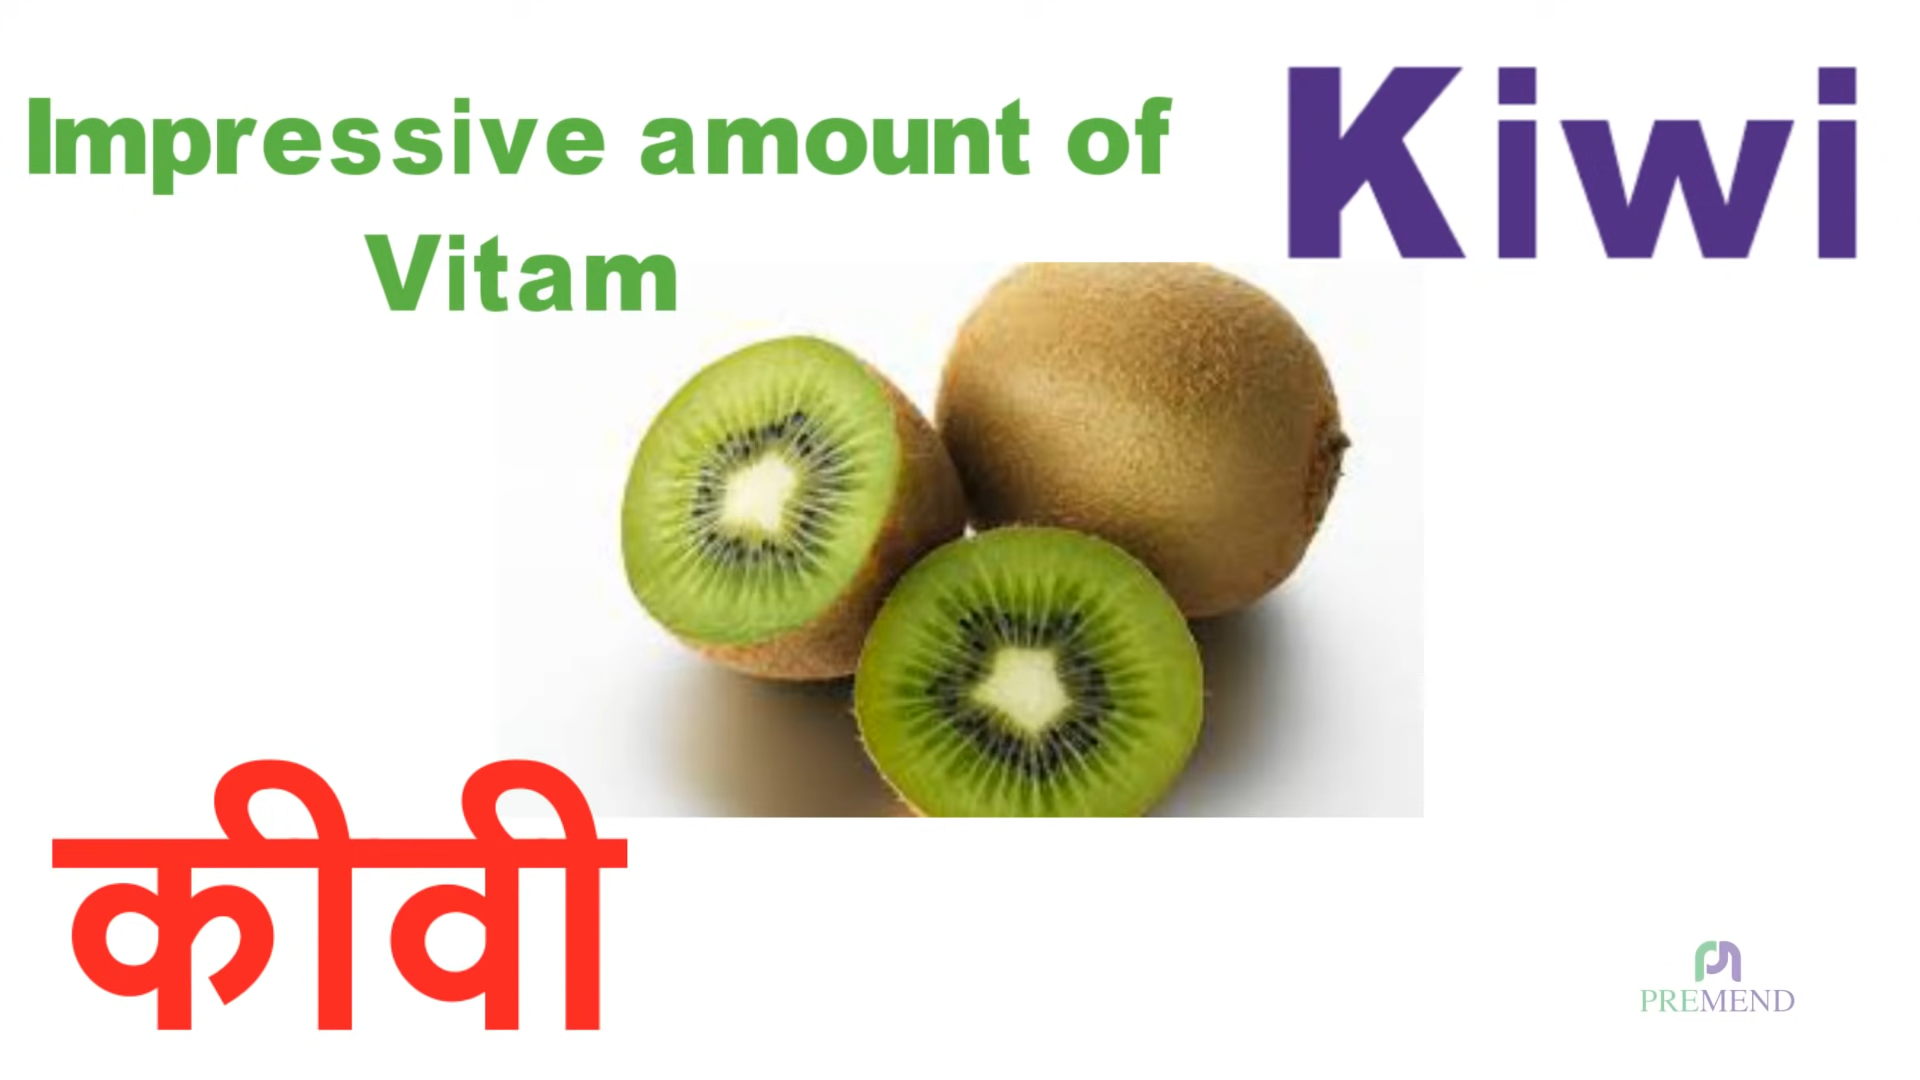 Impressive amount of
Vitam
Kiwi
कीवी
PREMEND